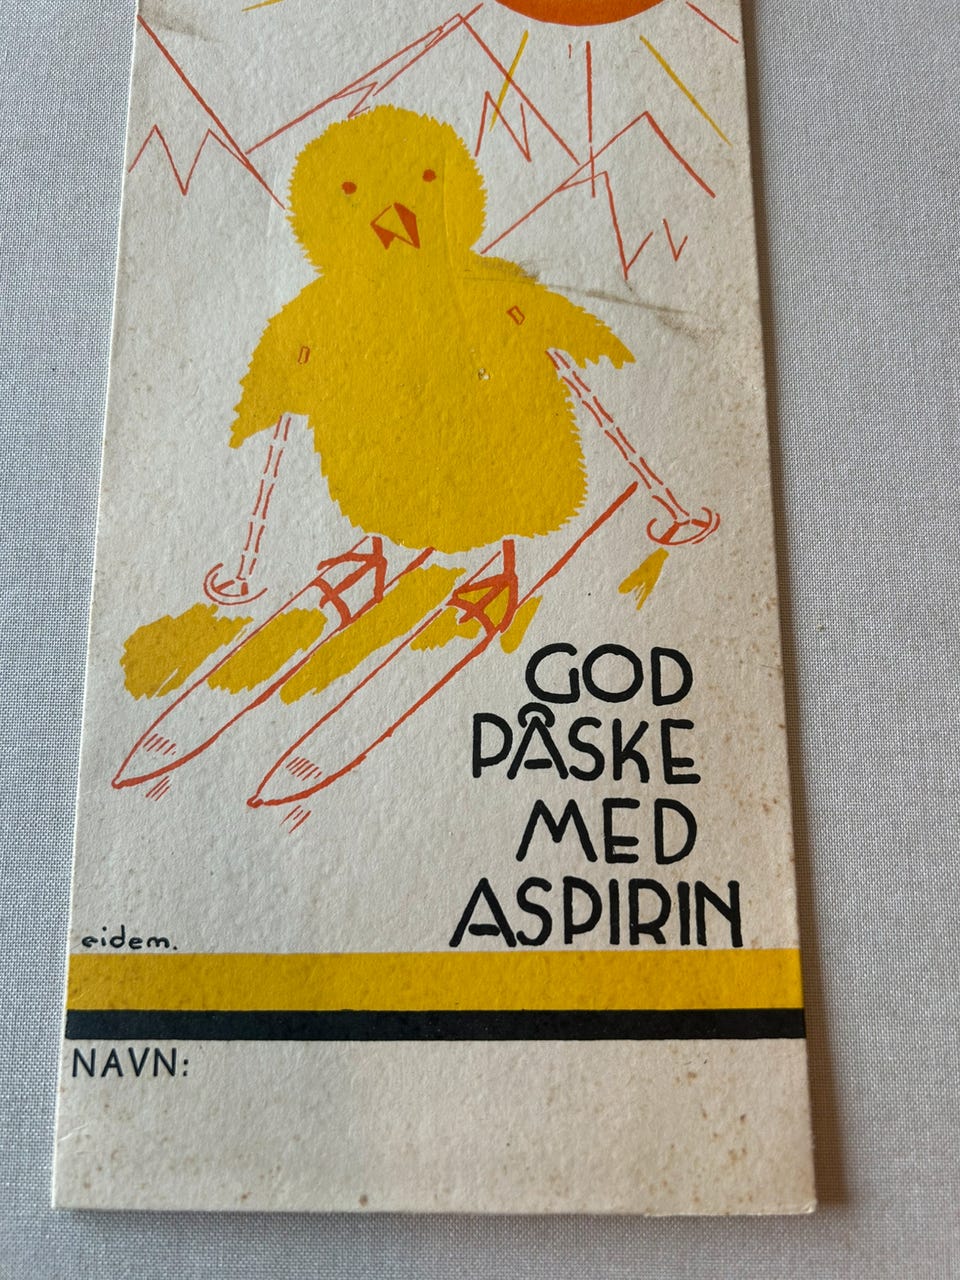 GOD
PÅSKE
MED
ASPIRIN
eidem.
NAVN: